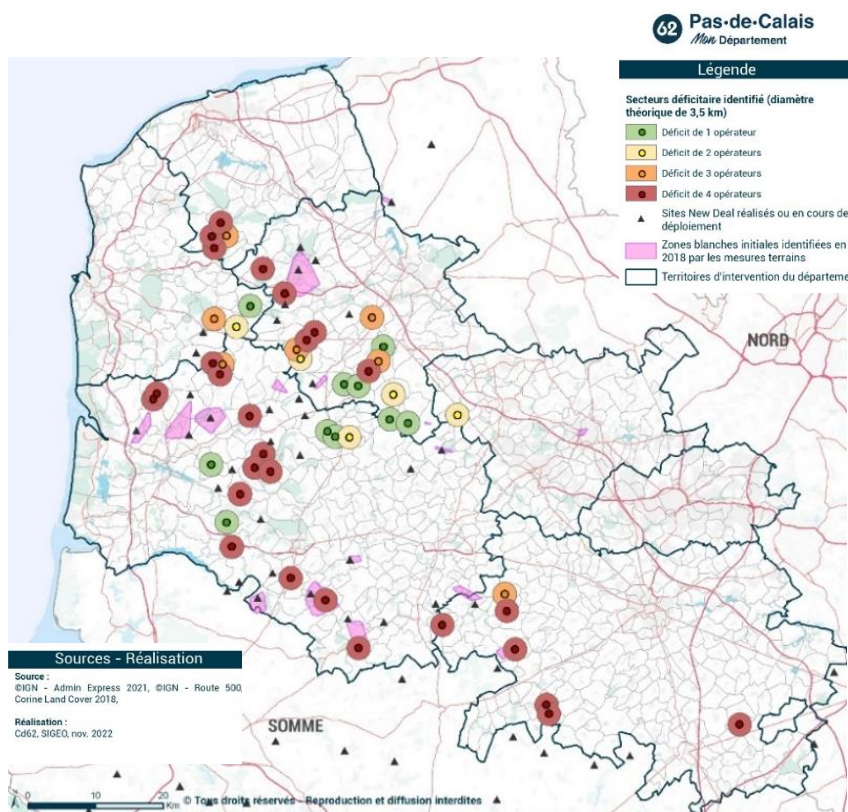 62 Pas-de-Calais
Mon Département
Légende
Secteurs déficitaire identifié (diamètre
théorique de 3,5 km)
Déficit de 1 opérateur
Déficit de 2 opérateurs
Déficit de 3 opérateurs
Déficit de 4 opérateurs
Sites New Deal réalisés ou en cours de
déploiement
Zones blanches initiales identifiées en
2018 par les mesures terrains
Territoires d'intervention du départeme
NORD
Sources - Réalisation
Source :
©IGN - Admin Express 2021, ©IGN - Route 500,
Corine Land Cover 2018,
Réalisation :
Cd62, SIGEO, nov. 2022
SOMME
0 10 20
Km
© Tous droits réservés - Reproduction et diffusion interdites